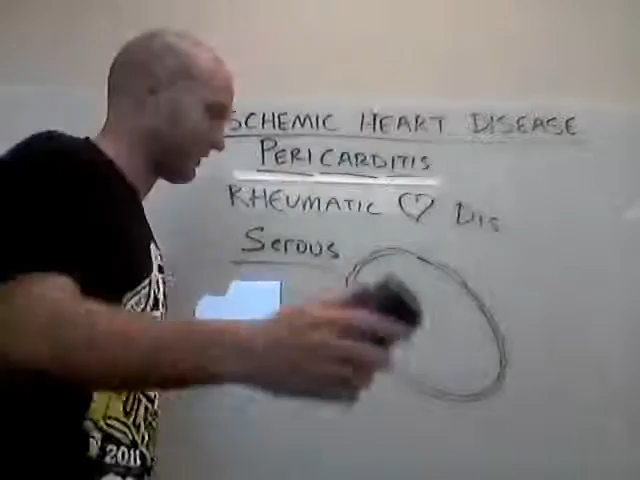 SCHEMIC HEART DISEASE
PERICARDITIS
RHEUMATIC ♡ DIS
Serous
2011